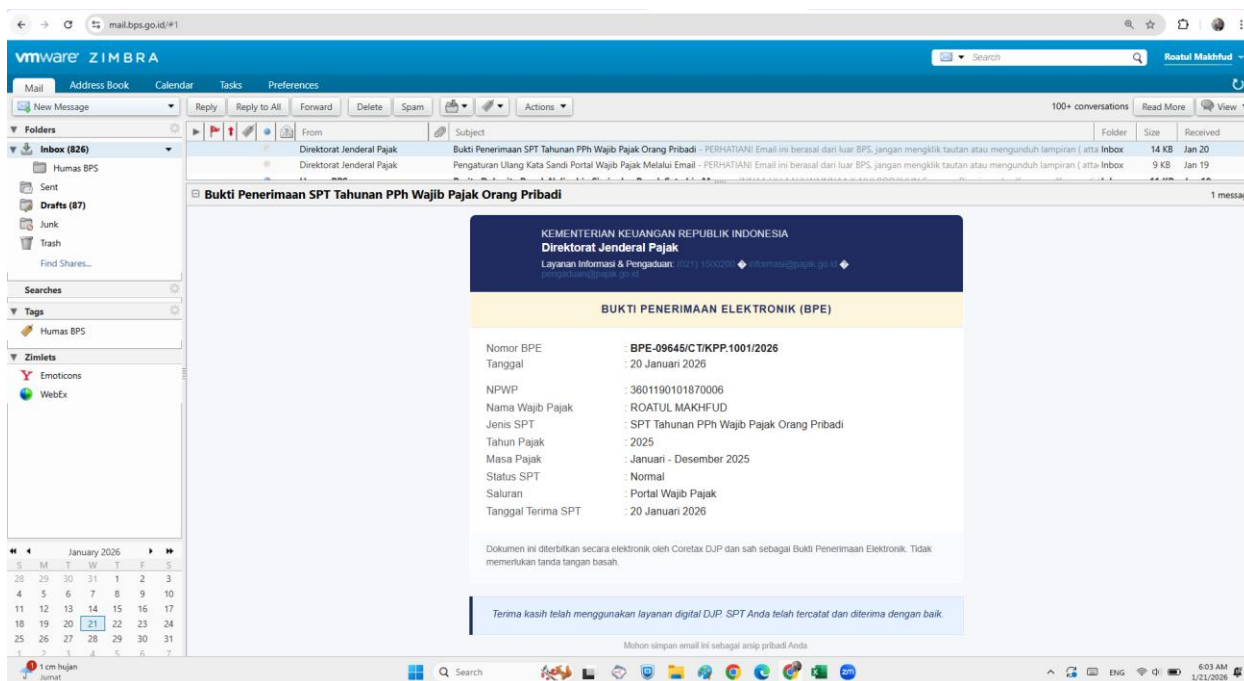 mail.bps.go.id/#1
vmware ZIMBRA
Search
Roatul Makhfud
Mail Address Book Calendar Tasks Preferences
New Message Reply Reply to All Forward Delete Spam Actions 100+ conversations Read More View
Folders
From Subject Folder Size Received
Inbox (826)
Direktorat Jenderal Pajak Bukti Penerimaan SPT Tahunan PPh Wajib Pajak Orang Pribadi - PERHATIAN! Email ini berasal dari luar BPS, jangan mengklik tautan atau mengunduh lampiran ( atta Inbox 14 KB Jan 20
Humas BPS
Direktorat Jenderal Pajak Pengaturan Ulang Kata Sandi Portal Wajib Pajak Melalui Email - PERHATIAN! Email ini berasal dari luar BPS, jangan mengklik tautan atau mengunduh lampiran ( atta Inbox 9 KB Jan 19
Sent
Drafts (87)
Junk
Trash
Find Shares...
Searches
Tags
Humas BPS
Zimlets
Emoticons
WebEx
Bukti Penerimaan SPT Tahunan PPh Wajib Pajak Orang Pribadi
1 messag
KEMENTERIAN KEUANGAN REPUBLIK INDONESIA
Direktorat Jenderal Pajak
Layanan Informasi & Pengaduan: (021) 1500200 � informasi@pajak.go.id �
pengaduan@pajak.go.id
BUKTI PENERIMAAN ELEKTRONIK (BPE)
Nomor BPE : BPE-09645/CT/KPP.1001/2026
Tanggal : 20 Januari 2026
NPWP : 3601190101870006
Nama Wajib Pajak : ROATUL MAKHFUD
Jenis SPT : SPT Tahunan PPh Wajib Pajak Orang Pribadi
Tahun Pajak : 2025
Masa Pajak : Januari - Desember 2025
Status SPT : Normal
Saluran : Portal Wajib Pajak
Tanggal Terima SPT : 20 Januari 2026
Dokumen ini diterbitkan secara elektronik oleh Coretax DJP dan sah sebagai Bukti Penerimaan Elektronik. Tidak
memerlukan tanda tangan basah.
Terima kasih telah menggunakan layanan digital DJP. SPT Anda telah tercatat dan diterima dengan baik.
Mohon simpan email ini sebagai arsip pribadi Anda
January 2026
S M T W T F S
28 29 30 31 1 2 3
4 5 6 7 8 9 10
11 12 13 14 15 16 17
18 19 20 21 22 23 24
25 26 27 28 29 30 31
1 2 3 4 5 6 7
1 1 cm hujan
Jumat
Search
zm
ENG
6:03 AM
1/21/2026